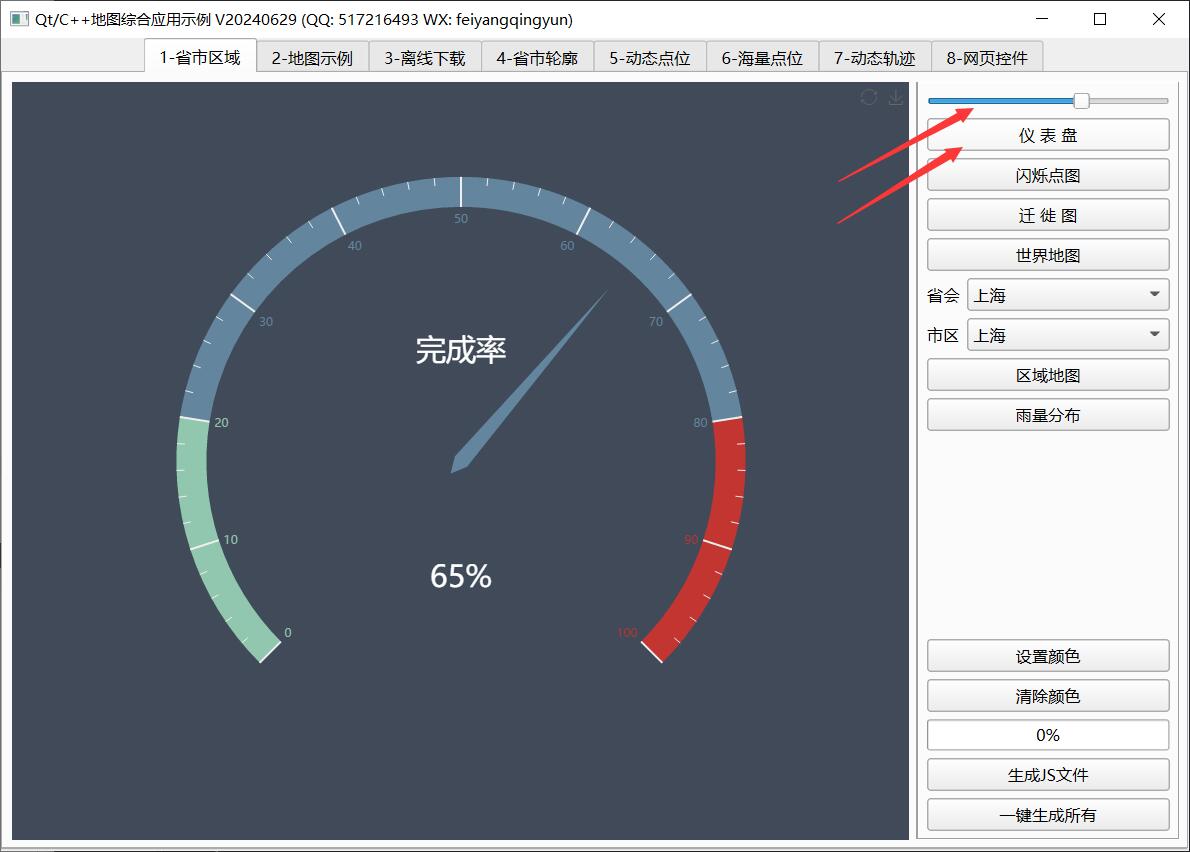 Qt/C++地图综合应用示例 V20240629 (QQ: 517216493 WX: feiyangqingyun)
1-省市区域 2-地图示例 3-离线下载 4-省市轮廓 5-动态点位 6-海量点位 7-动态轨迹 8-网页控件
50
40
60
30
70
完成率
20
80
10
90
65%
0
100
仪 表 盘
闪烁点图
迁 徙 图
世界地图
省会 上海
市区 上海
区域地图
雨量分布
设置颜色
清除颜色
0%
生成JS文件
一键生成所有